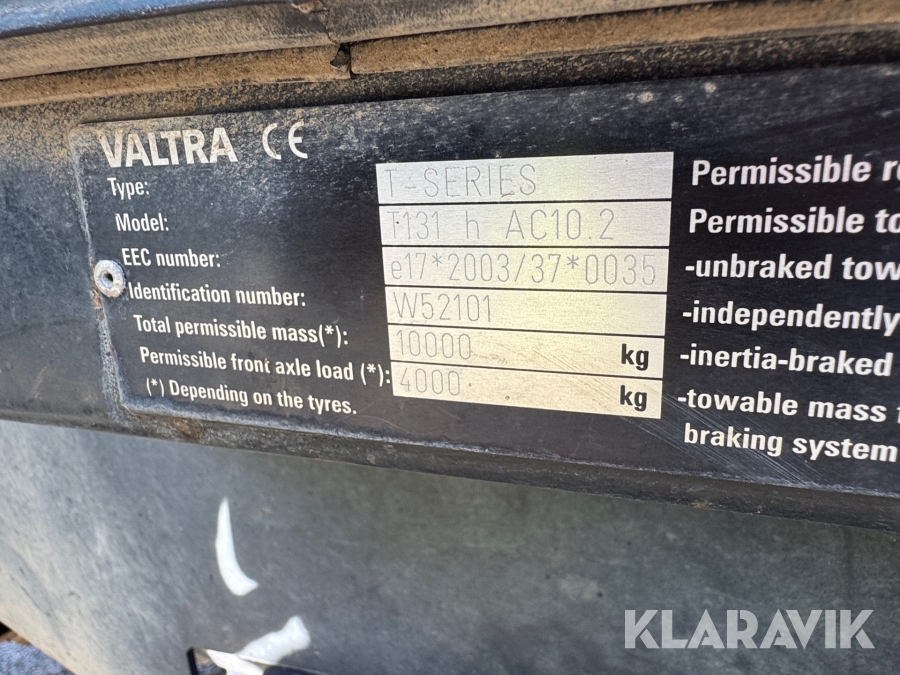 VALTRA CE
Type: T-SERIES
Model: T131 h AC10.2
EEC number: e17*2003/37*0035
Identification number: W52101
Total permissible mass(*): 10000 kg
Permissible front axle load (*): 4000 kg
(*) Depending on the tyres.
Permissible
Permissible
-unbraked
-independently
-inertia-braked
-towable mass
braking system
KLARAVIK